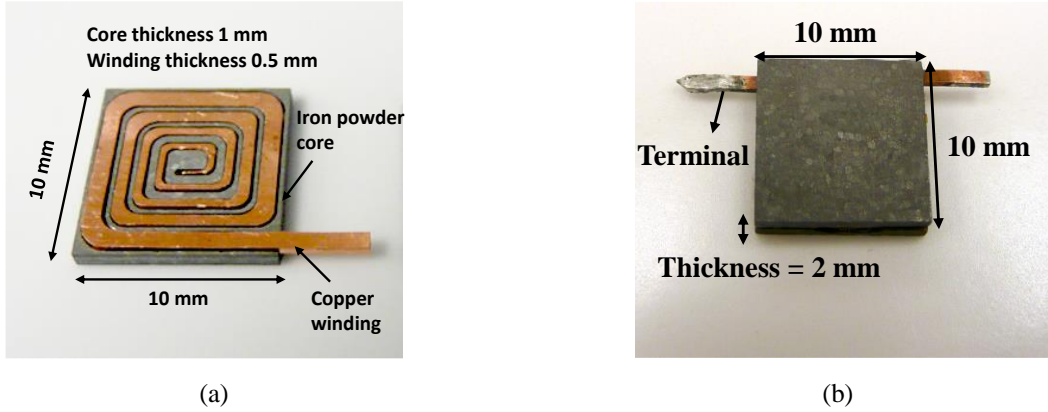 Core thickness 1 mm
Winding thickness 0.5 mm
Iron powder
core
10 mm
10 mm
Copper
winding
(a)
10 mm
Terminal
10 mm
Thickness = 2 mm
(b)